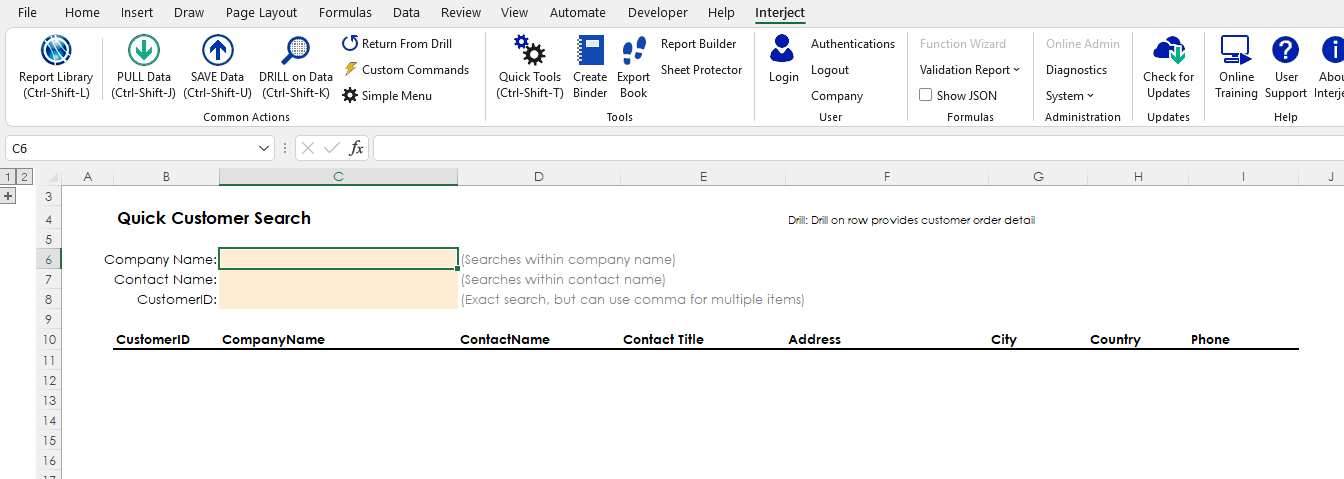 File Home Insert Draw Page Layout Formulas Data Review View Automate Developer Help Interject
Report Library (Ctrl-Shift-L)
PULL Data (Ctrl-Shift-J)
SAVE Data (Ctrl-Shift-U)
DRILL on Data (Ctrl-Shift-K)
Return From Drill
Custom Commands
Simple Menu
Common Actions
Quick Tools (Ctrl-Shift-T)
Create Binder
Export Book
Report Builder
Sheet Protector
Tools
Login
Authentications
Logout
Company
User
Function Wizard
Validation Report
Show JSON
Formulas
Online Admin
Diagnostics
System
Administration
Check for Updates
Updates
Online Training
User Support
Abou
Interje
Help
C6 fx
1 2 A B C D E F G H I J
3
4 Quick Customer Search Drill: Drill on row provides customer order detail
5
6 Company Name: (Searches within company name)
7 Contact Name: (Searches within contact name)
8 CustomerID: (Exact search, but can use comma for multiple items)
9
10 CustomerID CompanyName ContactName Contact Title Address City Country Phone
11
12
13
14
15
16
17